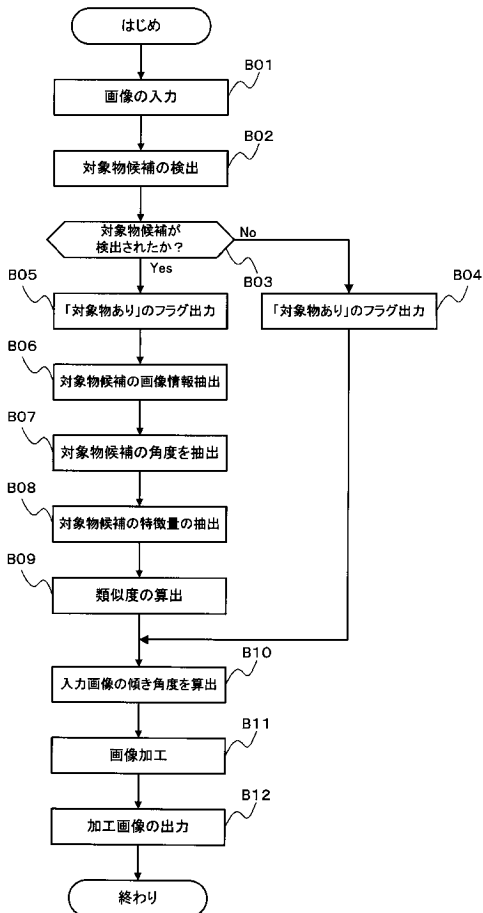 はじめ
B01
画像の入力
B02
対象物候補の検出
対象物候補が
検出されたか?
No
Yes
B03
B05
「対象物あり」のフラグ出力
B04
「対象物あり」のフラグ出力
B06
対象物候補の画像情報抽出
B07
対象物候補の角度を抽出
B08
対象物候補の特徴量の抽出
B09
類似度の算出
B10
入力画像の傾き角度を算出
B11
画像加工
B12
加工画像の出力
終わり